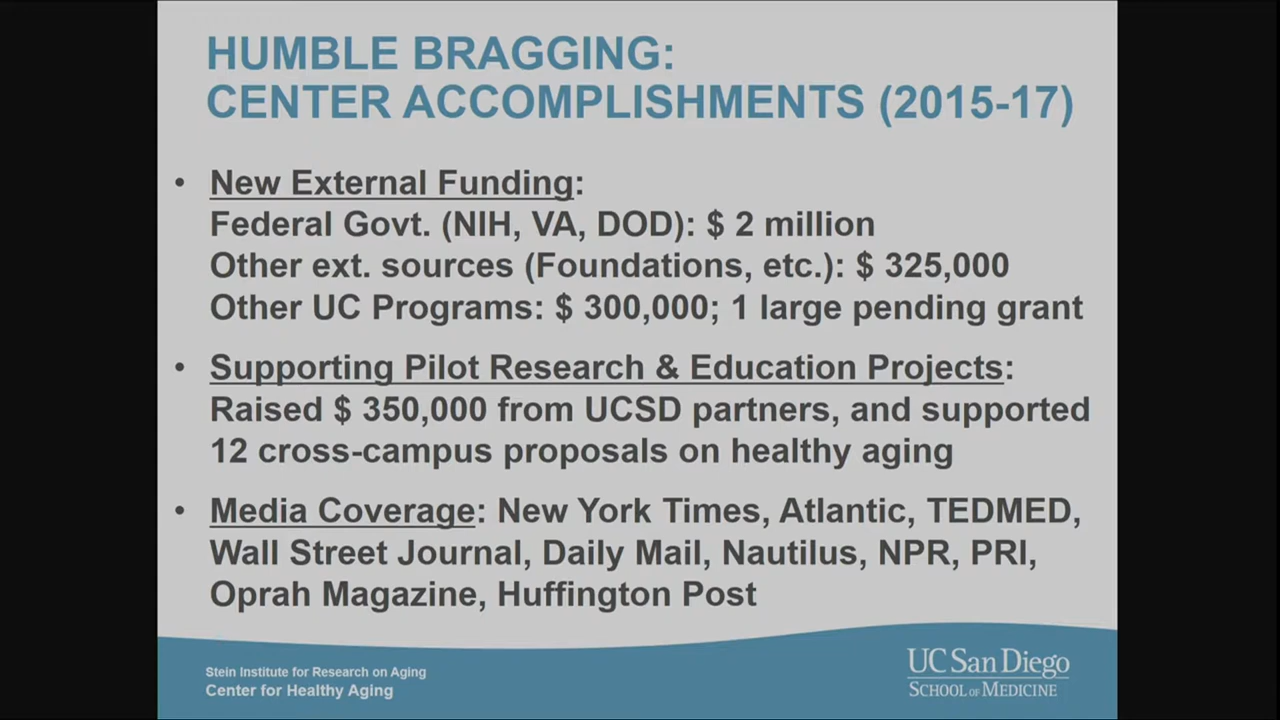 HUMBLE BRAGGING:
CENTER ACCOMPLISHMENTS (2015-17)
• New External Funding:
Federal Govt. (NIH, VA, DOD): $ 2 million
Other ext. sources (Foundations, etc.): $ 325,000
Other UC Programs: $ 300,000; 1 large pending grant
• Supporting Pilot Research & Education Projects:
Raised $ 350,000 from UCSD partners, and supported
12 cross-campus proposals on healthy aging
• Media Coverage: New York Times, Atlantic, TEDMED,
Wall Street Journal, Daily Mail, Nautilus, NPR, PRI,
Oprah Magazine, Huffington Post
Stein Institute for Research on Aging
Center for Healthy Aging
UC San Diego
SCHOOL OF MEDICINE